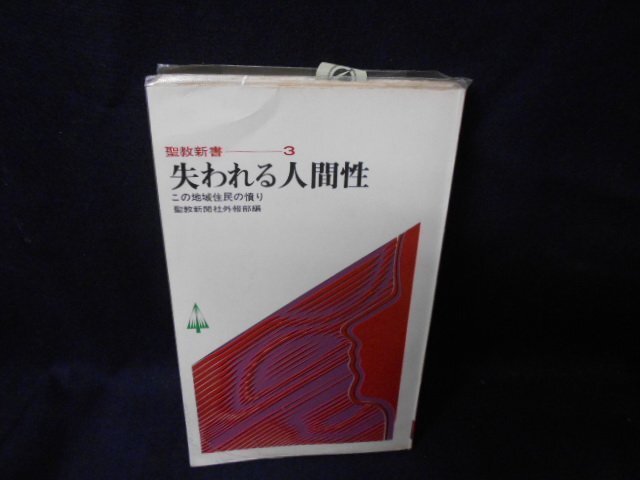 聖教新書——3
失われる人間性
この地域住民の憤り
聖教新聞社外報部編